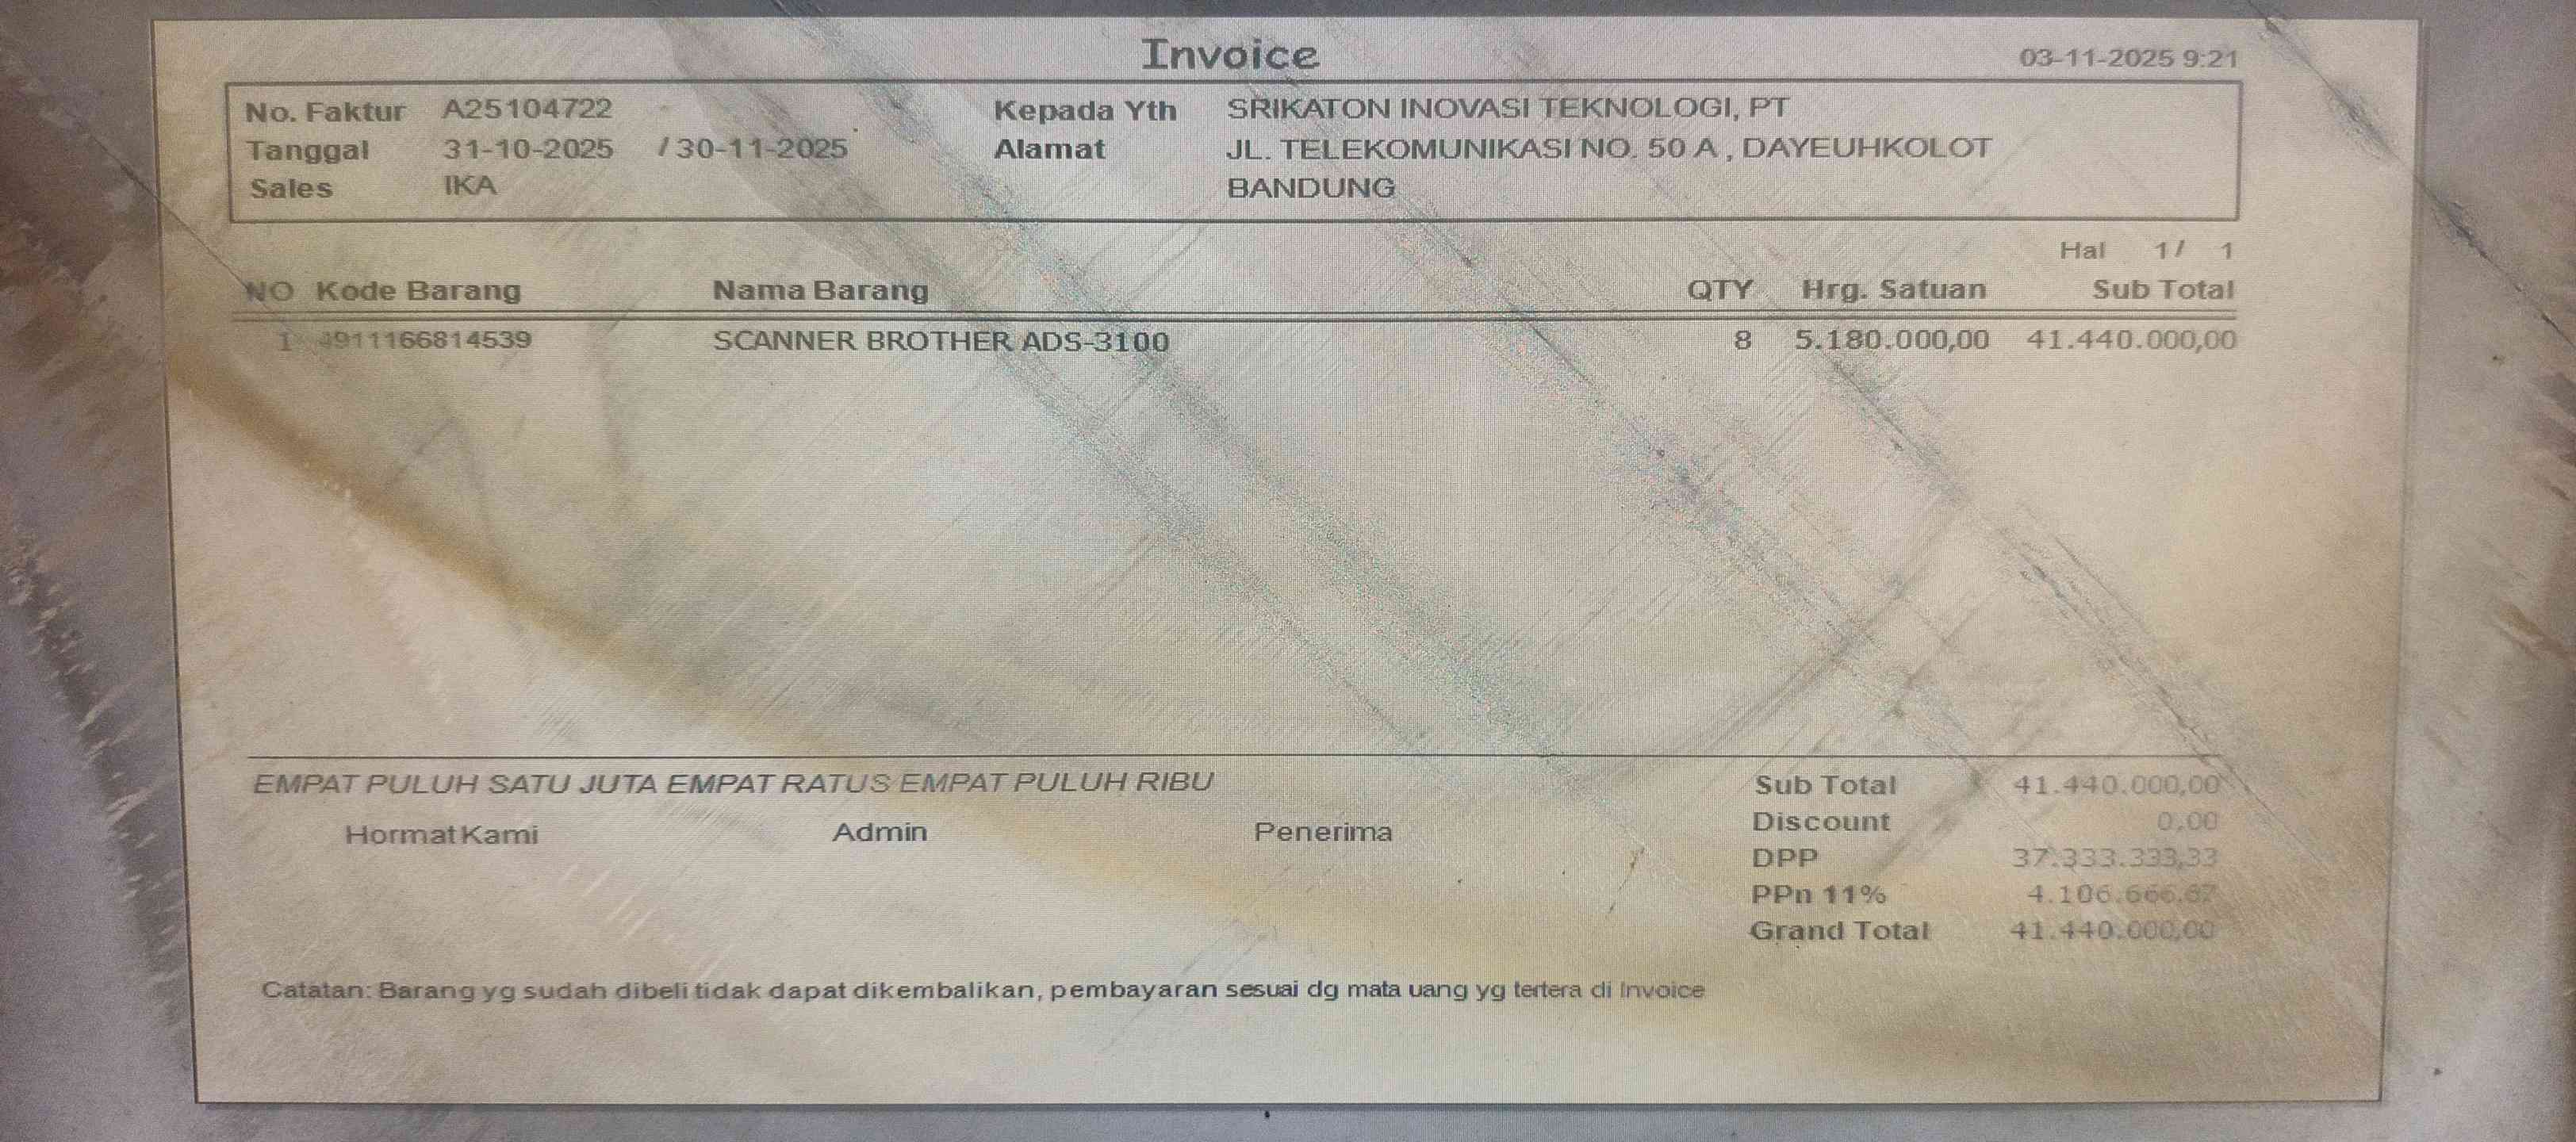 Invoice
03-11-2025 9:21
No. Faktur A25104722 Kepada Yth SRIKATON INOVASI TEKNOLOGI, PT
Tanggal 31-10-2025 / 30-11-2025 Alamat JL. TELEKOMUNIKASI NO. 50 A , DAYEUHKOLOT
Sales IKA BANDUNG
Hal 1 / 1
NO Kode Barang Nama Barang QTY Hrg. Satuan Sub Total
1 4911166814539 SCANNER BROTHER ADS-3100 8 5.180.000,00 41.440.000,00
EMPAT PULUH SATU JUTA EMPAT RATUS EMPAT PULUH RIBU Sub Total 41.440.000,00
Discount 0,00
Hormat Kami Admin Penerima
DPP 37.333.333,33
PPn 11% 4.106.666,67
Grand Total 41.440.000,00
Catatan: Barang yg sudah dibeli tidak dapat dikembalikan, pembayaran sesuai dg mata uang yg tertera di Invoice